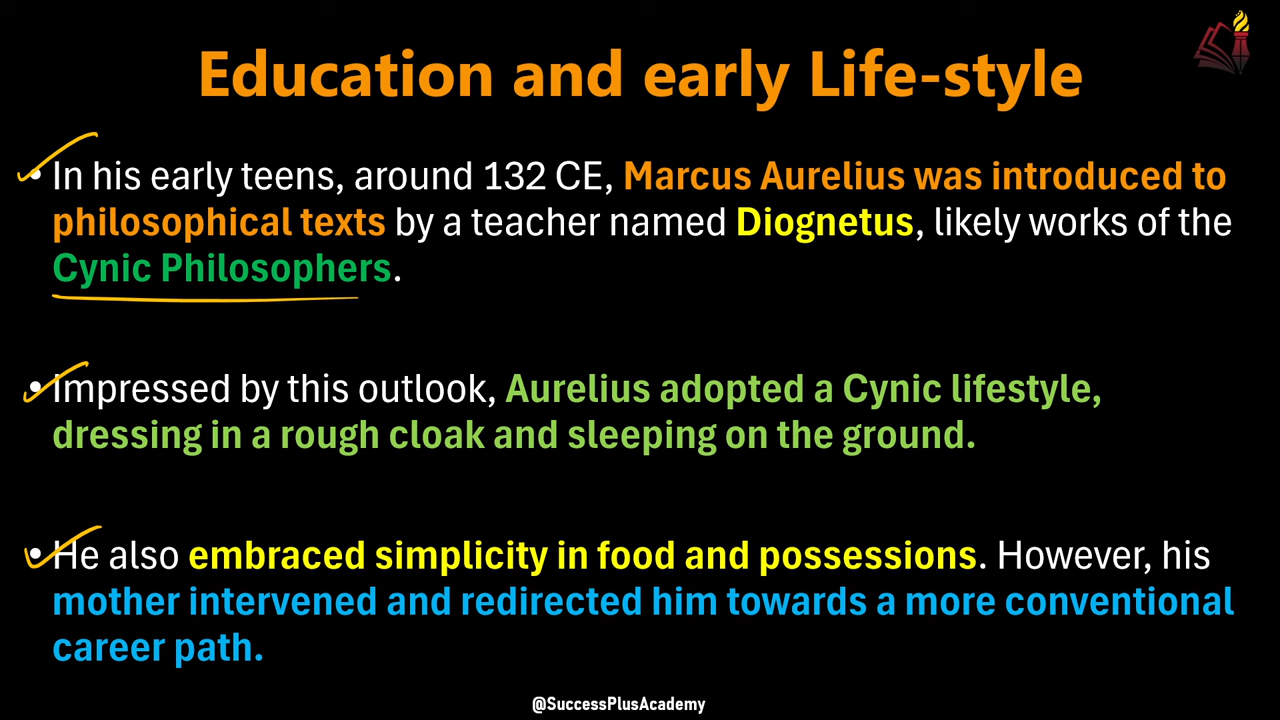 Education and early Life-style
• In his early teens, around 132 CE, Marcus Aurelius was introduced to
philosophical texts by a teacher named Diognetus, likely works of the
Cynic Philosophers.
• Impressed by this outlook, Aurelius adopted a Cynic lifestyle,
dressing in a rough cloak and sleeping on the ground.
• He also embraced simplicity in food and possessions. However, his
mother intervened and redirected him towards a more conventional
career path.
@SuccessPlusAcademy